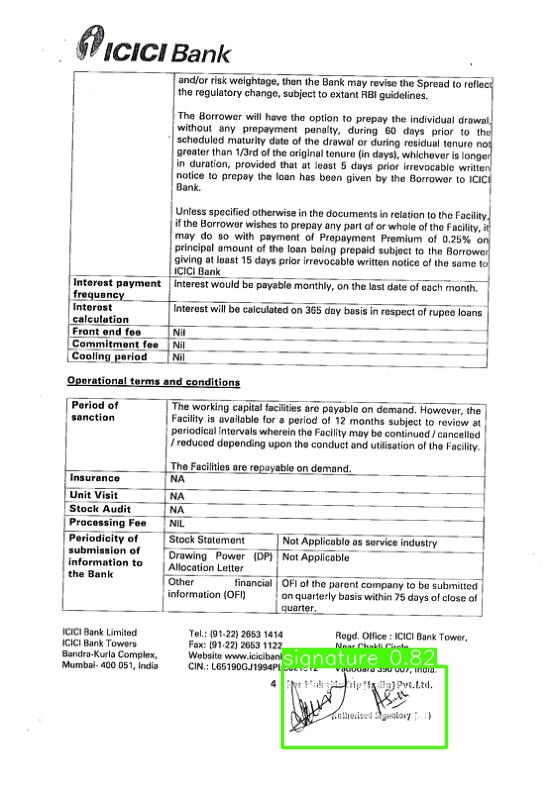 ICICI Bank
and/or risk weightage, then the Bank may revise the Spread to reflect
the regulatory change, subject to extant RBI guidelines.
The Borrower will have the option to prepay the individual drawal,
without any prepayment penalty, during 60 days prior to the
scheduled maturity date of the drawal or during residual tenure not
greater than 1/3rd of the original tenure (in days), whichever is longer
in duration, provided that at least 5 days prior irrevocable written
notice to prepay the loan has been given by the Borrower to ICICI
Bank.
Unless specified otherwise in the documents in relation to the Facility,
if the Borrower wishes to prepay any part of or whole of the Facility, it
may do so with payment of Prepayment Premium of 0.25% on
principal amount of the loan being prepaid subject to the Borrower
giving at least 15 days prior irrevocable written notice of the same to
ICICI Bank
Interest payment frequency Interest would be payable monthly, on the last date of each month.
Interest calculation Interest will be calculated on 365 day basis in respect of rupee loans
Front end fee Nil
Commitment fee Nil
Cooling period Nil
Operational terms and conditions
Period of sanction The working capital facilities are payable on demand. However, the
Facility is available for a period of 12 months subject to review at
periodical intervals wherein the Facility may be continued / cancelled
/ reduced depending upon the conduct and utilisation of the Facility.
The Facilities are repayable on demand.
Insurance NA
Unit Visit NA
Stock Audit NA
Processing Fee NIL
Periodicity of submission of information to the Bank
Stock Statement Not Applicable as service industry
Drawing Power (DP) Allocation Letter Not Applicable
Other financial information (OFI) OFI of the parent company to be submitted
on quarterly basis within 75 days of close of
quarter.
ICICI Bank Limited Tel.: (91-22) 2653 1414 Regd. Office : ICICI Bank Tower,
ICICI Bank Towers Fax: (91-22) 2653 1122 Near Chakli Circle,
Bandra-Kurla Complex, Website www.iciciban
Mumbai- 400 051, India CIN.: L65190GJ1994PL Vadodara 390 007, India.
signature 0.82
4 Pvt.Ltd.
Authorised Signatory